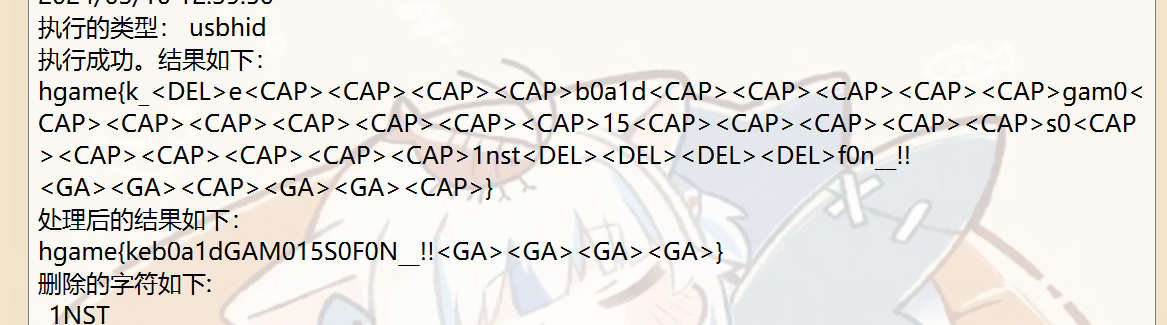 执行的类型： usbhid
执行成功。结果如下：
hgame{k_<DEL>e<CAP><CAP><CAP><CAP>b0a1d<CAP><CAP><CAP><CAP><CAP>gam0<
CAP><CAP><CAP><CAP><CAP><CAP><CAP>15<CAP><CAP><CAP><CAP><CAP>s0<CAP
><CAP><CAP><CAP><CAP><CAP>1nst<DEL><DEL><DEL><DEL>f0n__!!
<GA><GA><CAP><GA><GA><CAP>}
处理后的结果如下：
hgame{keb0a1dGAM015S0F0N__!!<GA><GA><GA><GA>}
删除的字符如下:
_1NST